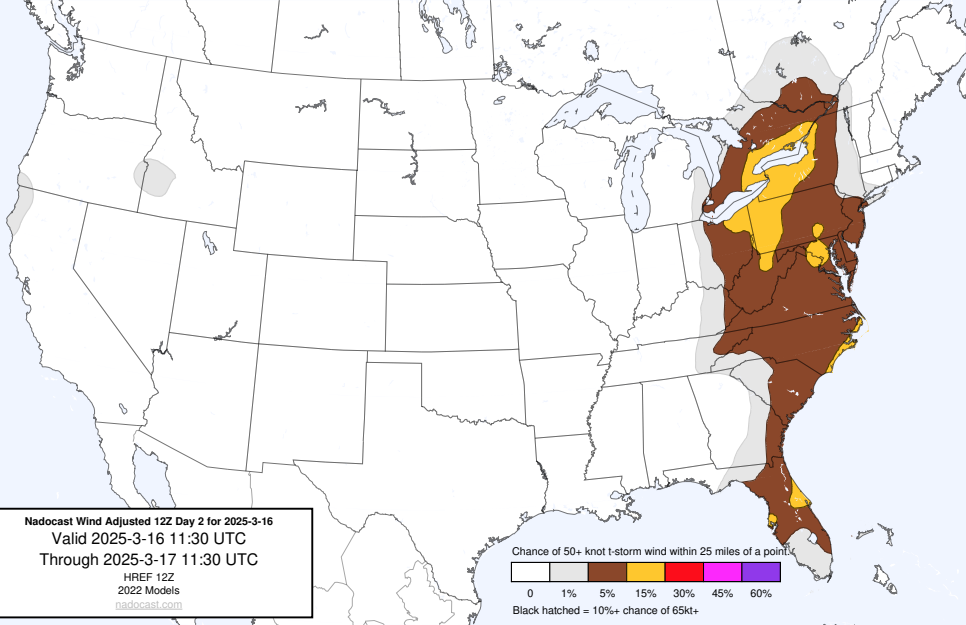 Nadocast Wind Adjusted 12Z Day 2 for 2025-3-16
Valid 2025-3-16 11:30 UTC
Through 2025-3-17 11:30 UTC
HREF 12Z
2022 Models
nadocast.com
Chance of 50+ knot t-storm wind within 25 miles of a point.
0 1% 5% 15% 30% 45% 60%
Black hatched = 10%+ chance of 65kt+